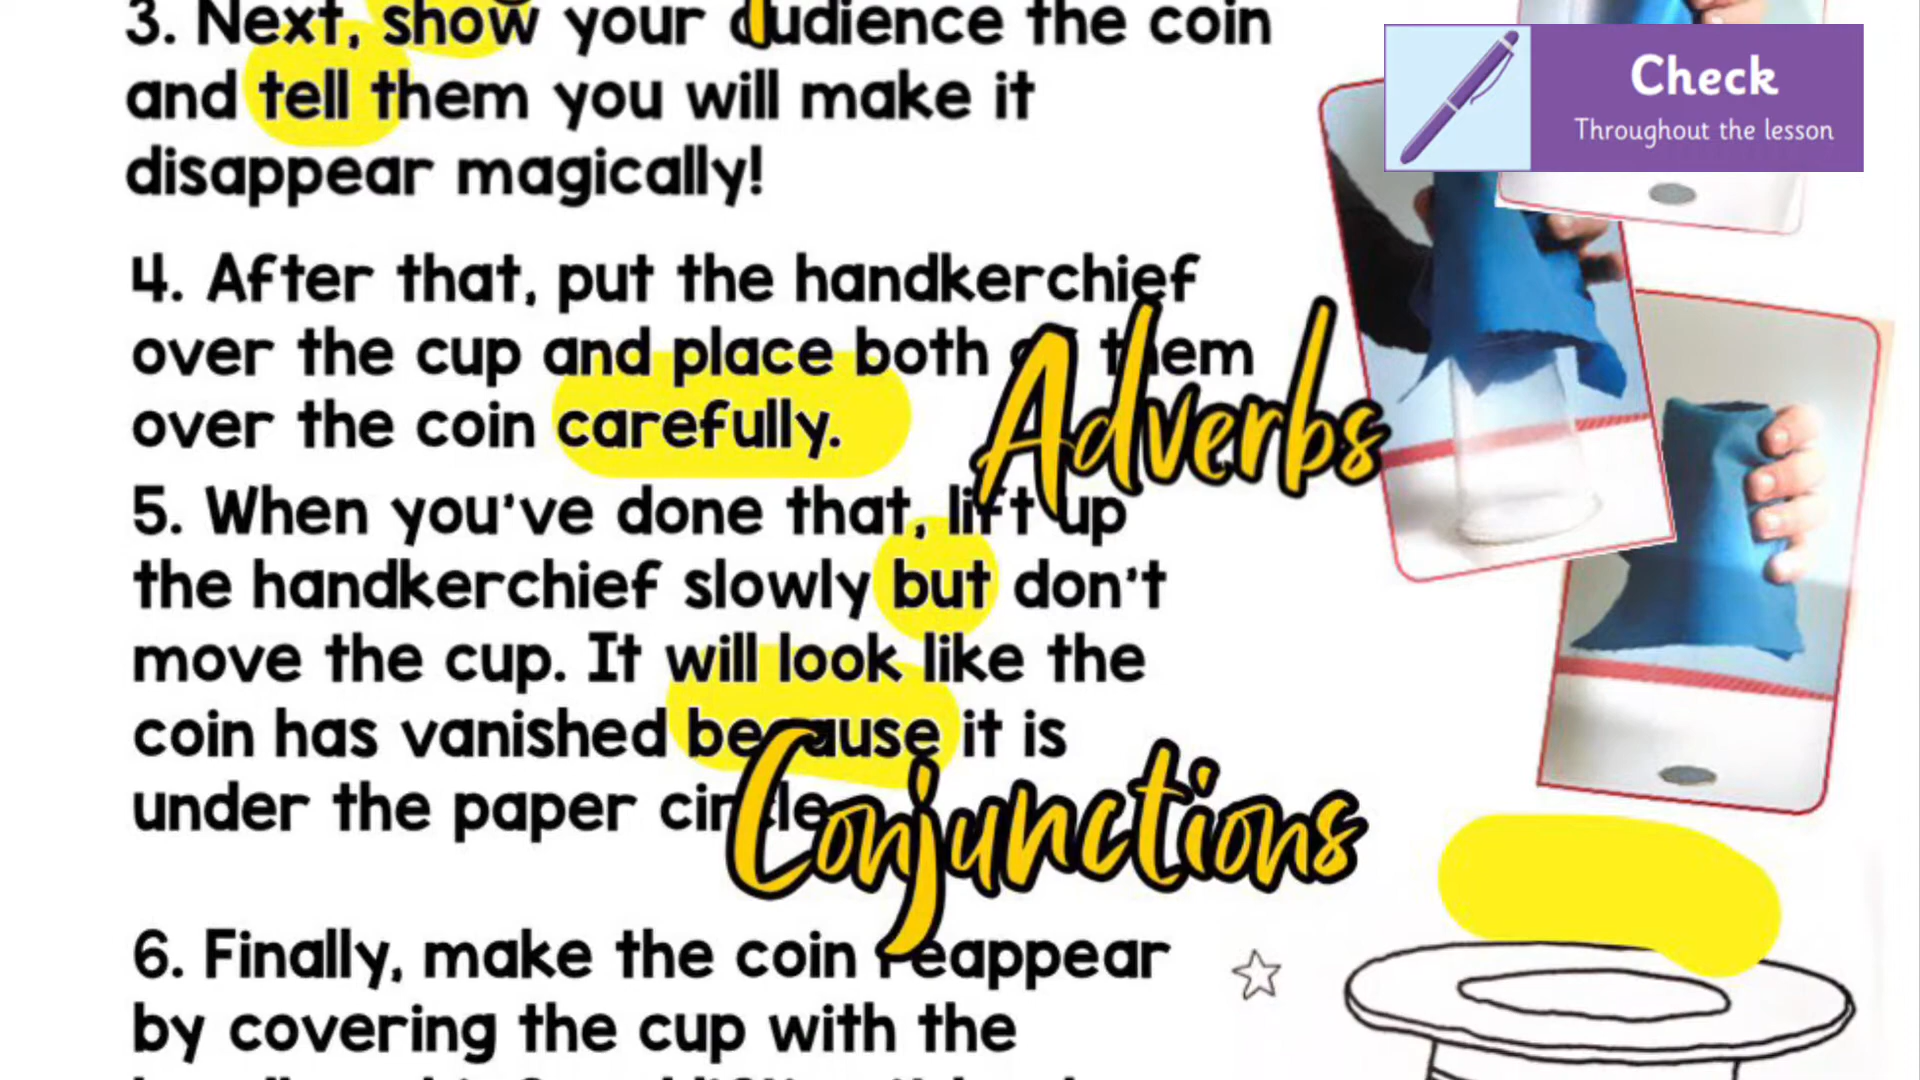 3. Next, show your audience the coin
and tell them you will make it
disappear magically!
Check
Throughout the lesson
4. After that, put the handkerchief
over the cup and place both of them
over the coin carefully.
Adverbs
5. When you've done that, lift up
the handkerchief slowly but don't
move the cup. It will look like the
coin has vanished because it is
under the paper circle
Conjunctions
6. Finally, make the coin reappear
by covering the cup with the